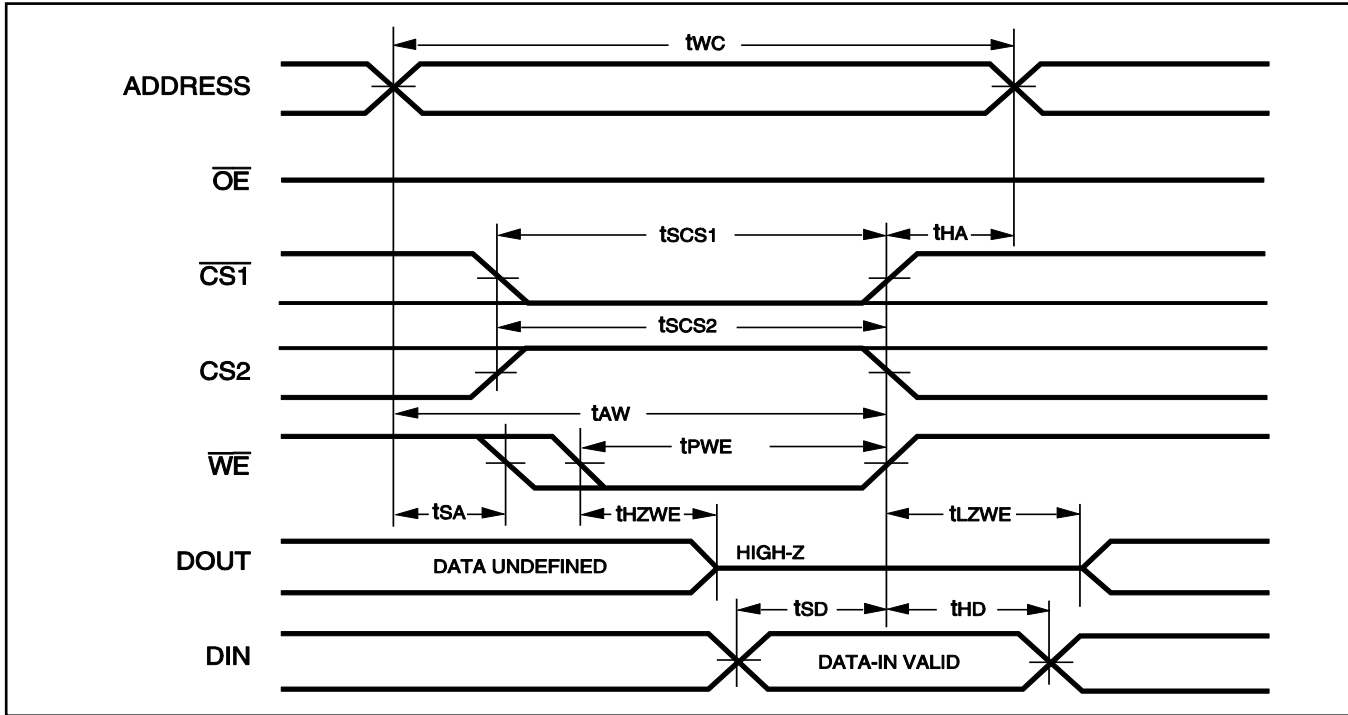 tWC
ADDRESS
OE
tSCS1
tHA
CS1
tSCS2
CS2
tAW
tPWE
WE
tSA
tHZWE
tLZWE
DOUT
DATA UNDEFINED
HIGH-Z
tSD
tHD
DIN
DATA-IN VALID